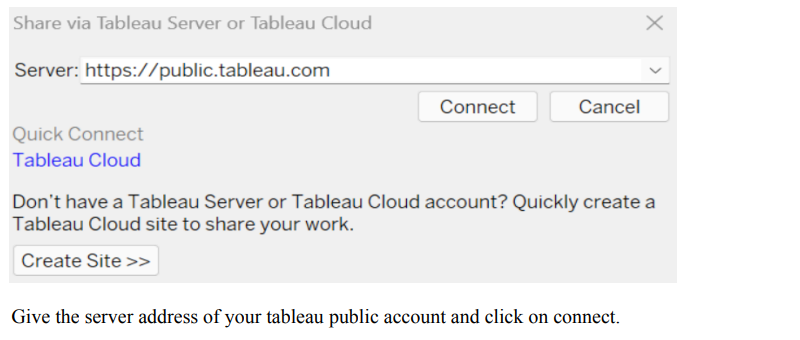 Share via Tableau Server or Tableau Cloud
Server: https://public.tableau.com
Connect Cancel
Quick Connect
Tableau Cloud
Don't have a Tableau Server or Tableau Cloud account? Quickly create a
Tableau Cloud site to share your work.
Create Site >>
Give the server address of your tableau public account and click on connect.